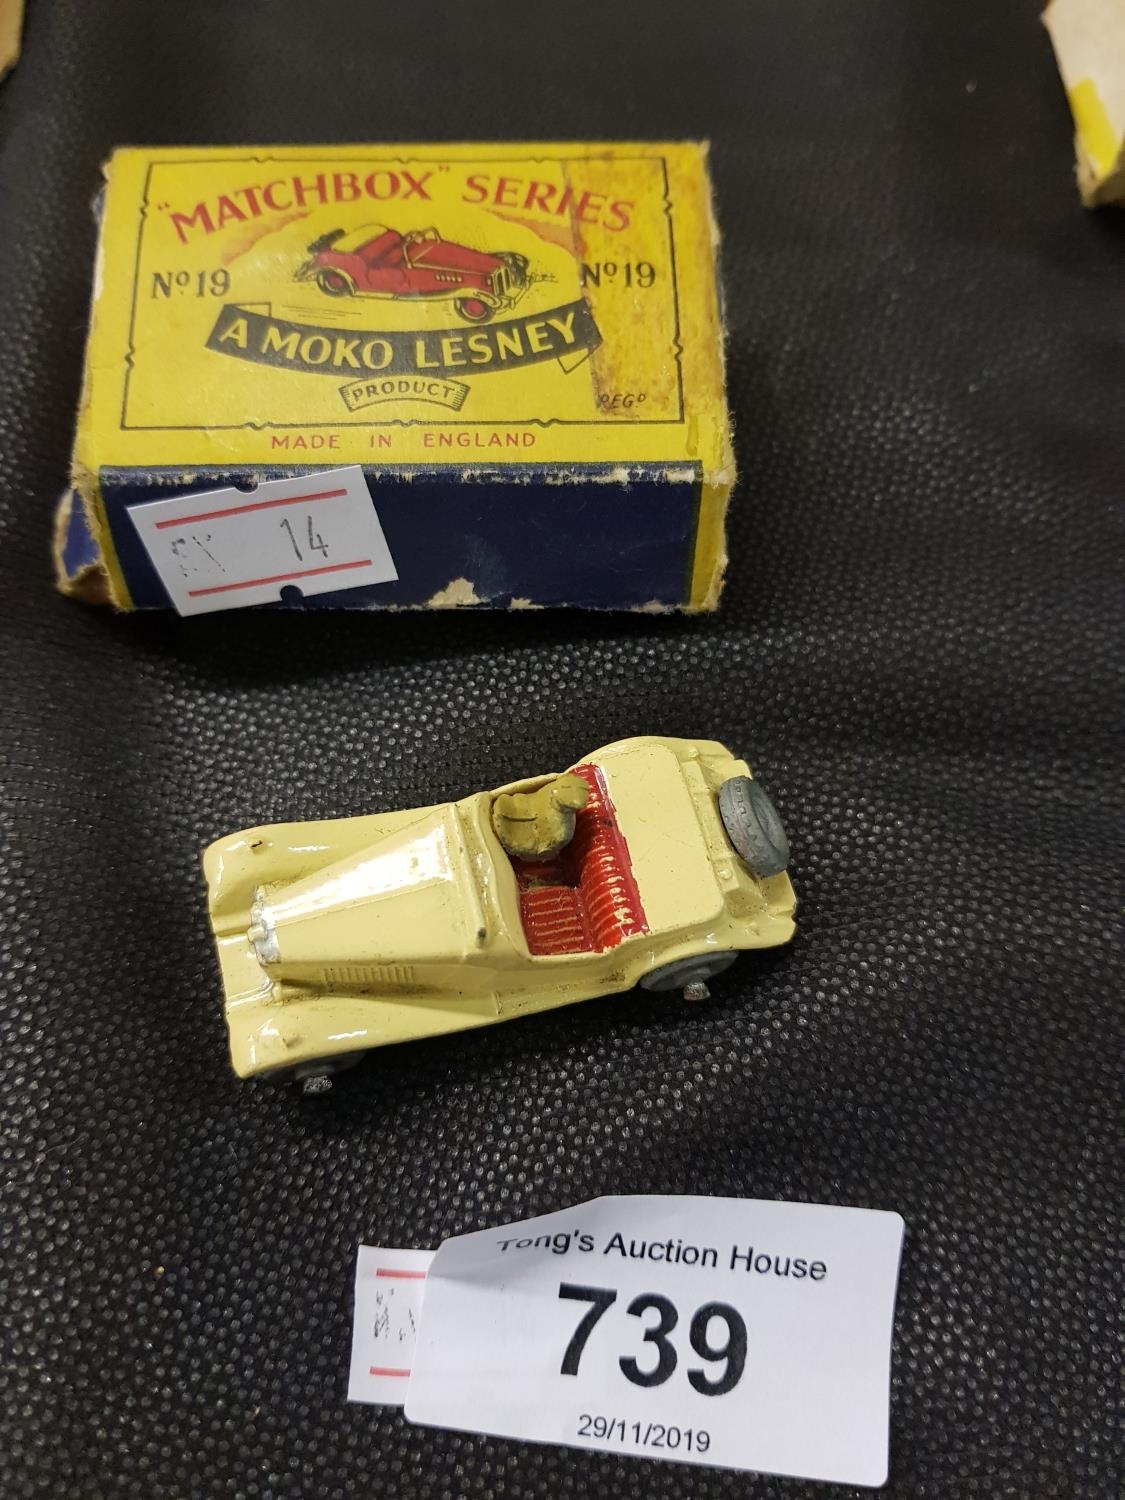 "MATCHBOX" SERIES
Nº19 Nº19
A MOKO LESNEY
PRODUCT
REGD
MADE IN ENGLAND
EX 14
Tong's Auction House
739
29/11/2019